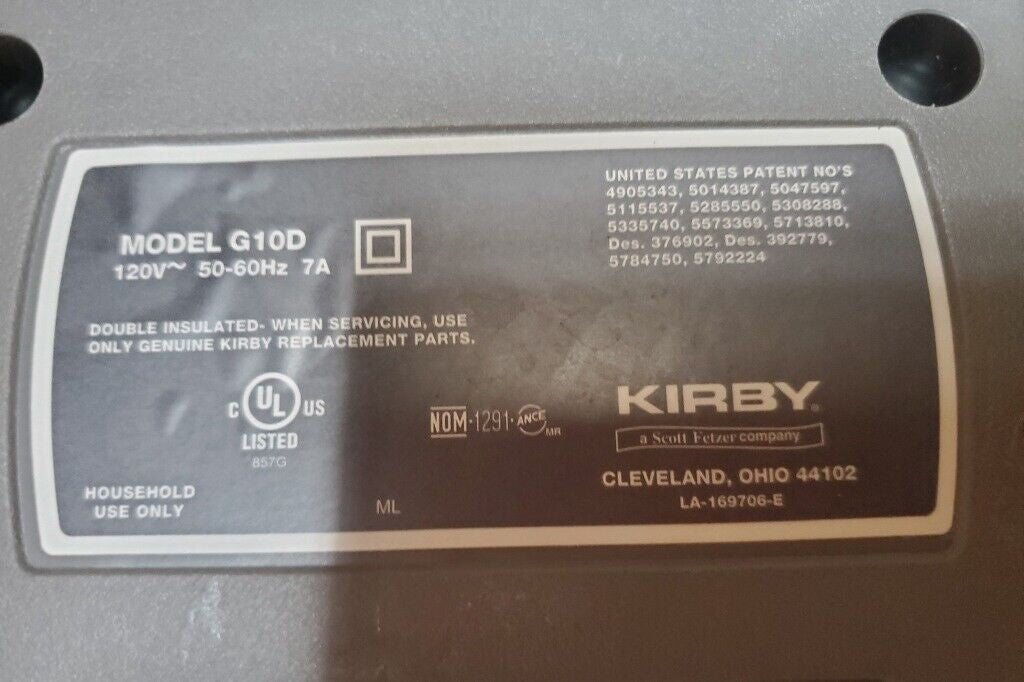 MODEL G10D
120V~ 50-60Hz 7A
DOUBLE INSULATED- WHEN SERVICING, USE
ONLY GENUINE KIRBY REPLACEMENT PARTS.
C UL US
LISTED
857G
HOUSEHOLD
USE ONLY
NOM-1291-ANCE
MR
ML
UNITED STATES PATENT NO'S
4905343, 5014387, 5047597,
5115537, 5285550, 5308288,
5335740, 5573369, 5713810,
Des. 376902, Des. 392779,
5784750, 5792224
KIRBY®
a Scott Fetzer company
CLEVELAND, OHIO 44102
LA-169706-E